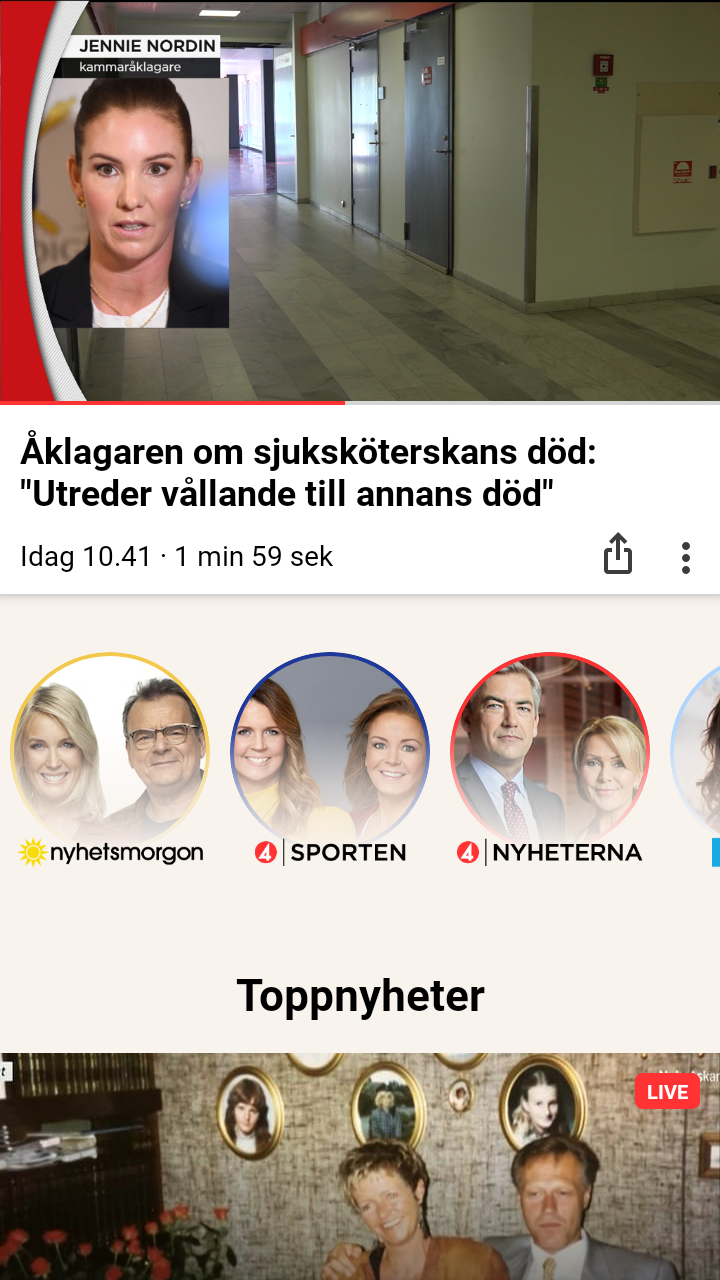 JENNIE NORDIN
kammaråklagare
Åklagaren om sjuksköterskans död:
"Utreder vållande till annans död"
Idag 10.41 · 1 min 59 sek
nyhetsmorgon
4 SPORTEN
4 NYHETERNA
Toppnyheter
LIVE